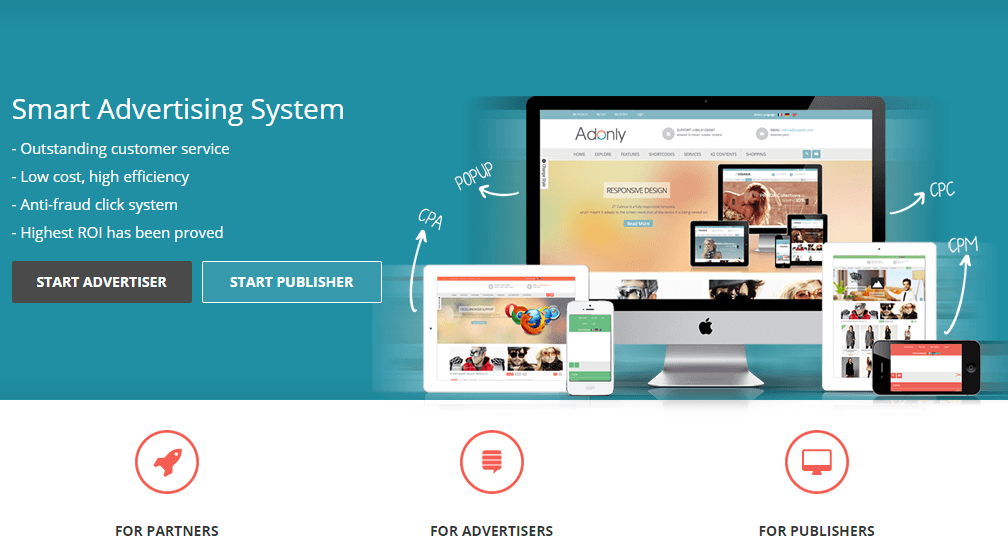 Smart Advertising System
- Outstanding customer service
- Low cost, high efficiency
- Anti-fraud click system
- Highest ROI has been proved
START ADVERTISER
START PUBLISHER
POPUP
CPA
CPC
CPM
Adonly
HOME EXPLORE FEATURES SHORTCODES SERVICES K2 CONTENTS SHOPPING
RESPONSIVE DESIGN
FOR PARTNERS
FOR ADVERTISERS
FOR PUBLISHERS